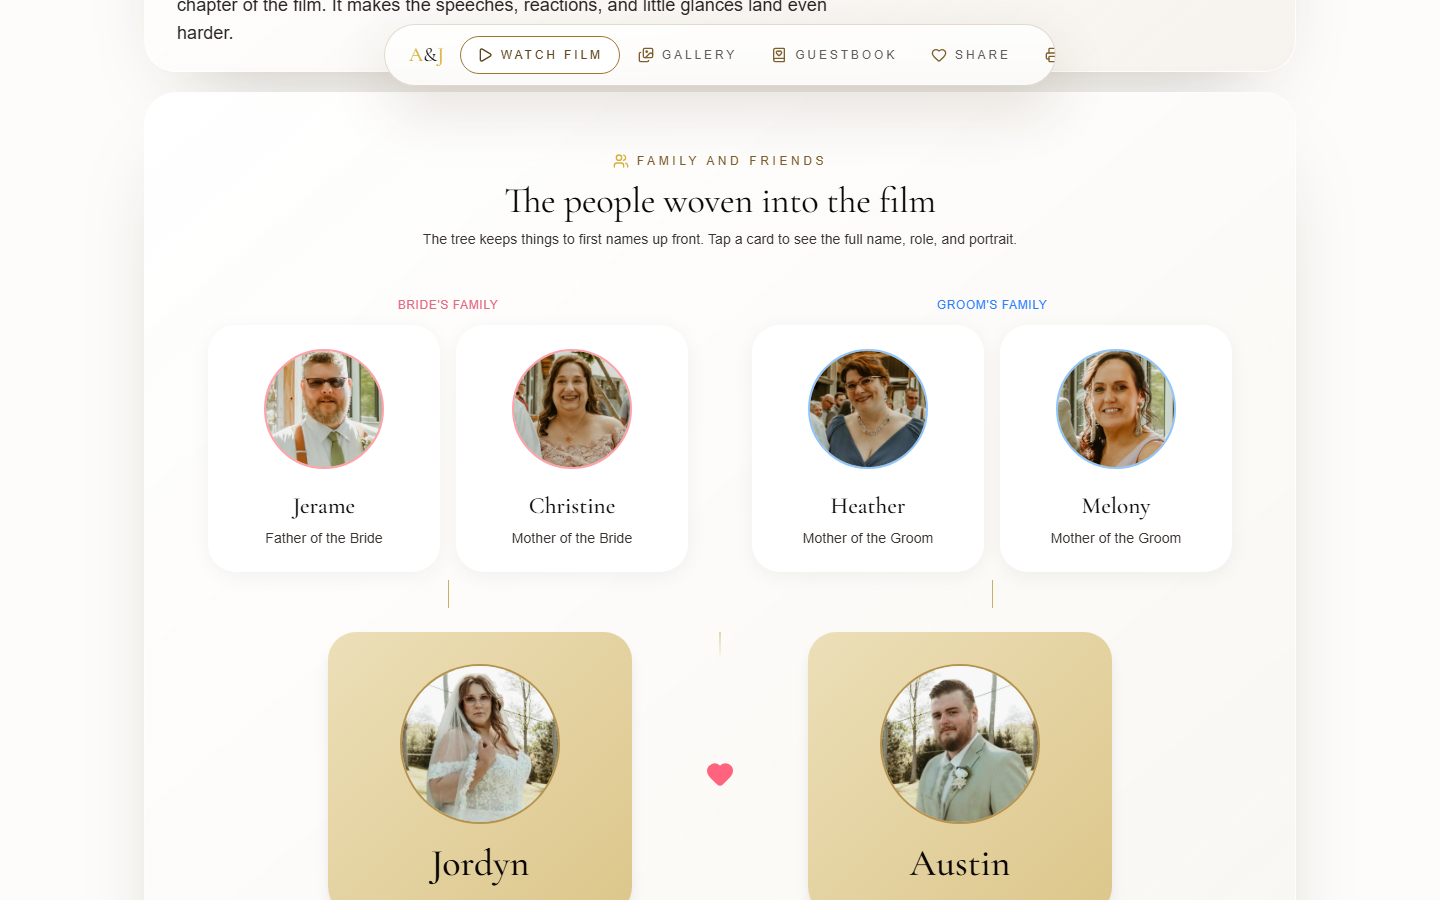 chapter of the film. It makes the speeches, reactions, and little glances land even
harder.
A&J WATCH FILM GALLERY GUESTBOOK SHARE
FAMILY AND FRIENDS
The people woven into the film
The tree keeps things to first names up front. Tap a card to see the full name, role, and portrait.
BRIDE'S FAMILY
GROOM'S FAMILY
Jerame
Father of the Bride
Christine
Mother of the Bride
Heather
Mother of the Groom
Melony
Mother of the Groom
Jordyn
Austin